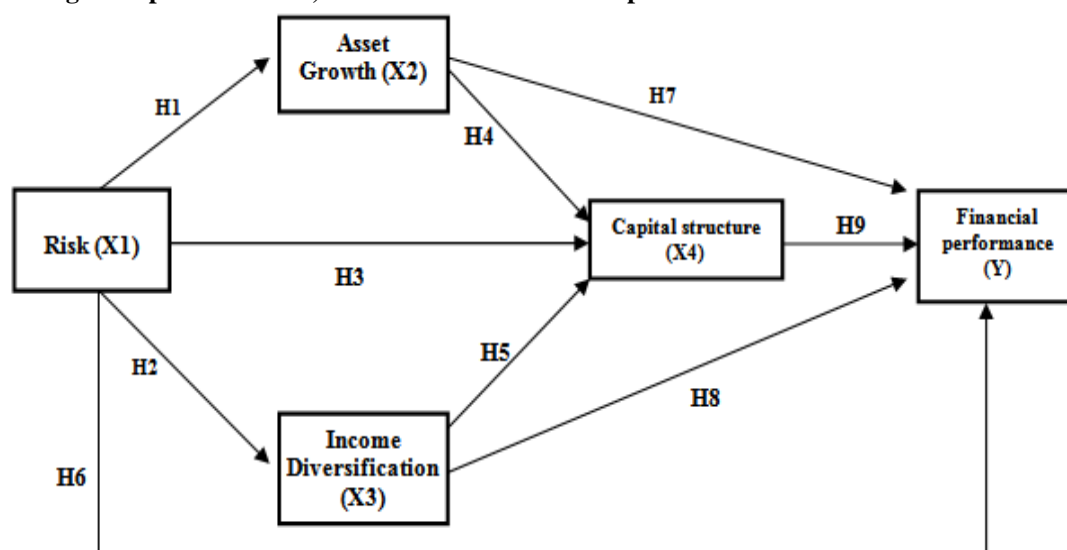 Asset
Growth (X2)
H1
H7
H4
Risk (X1)
Capital structure
(X4)
H9
Financial
performance
(Y)
H3
H2
H5
H8
Income
Diversification
(X3)
H6